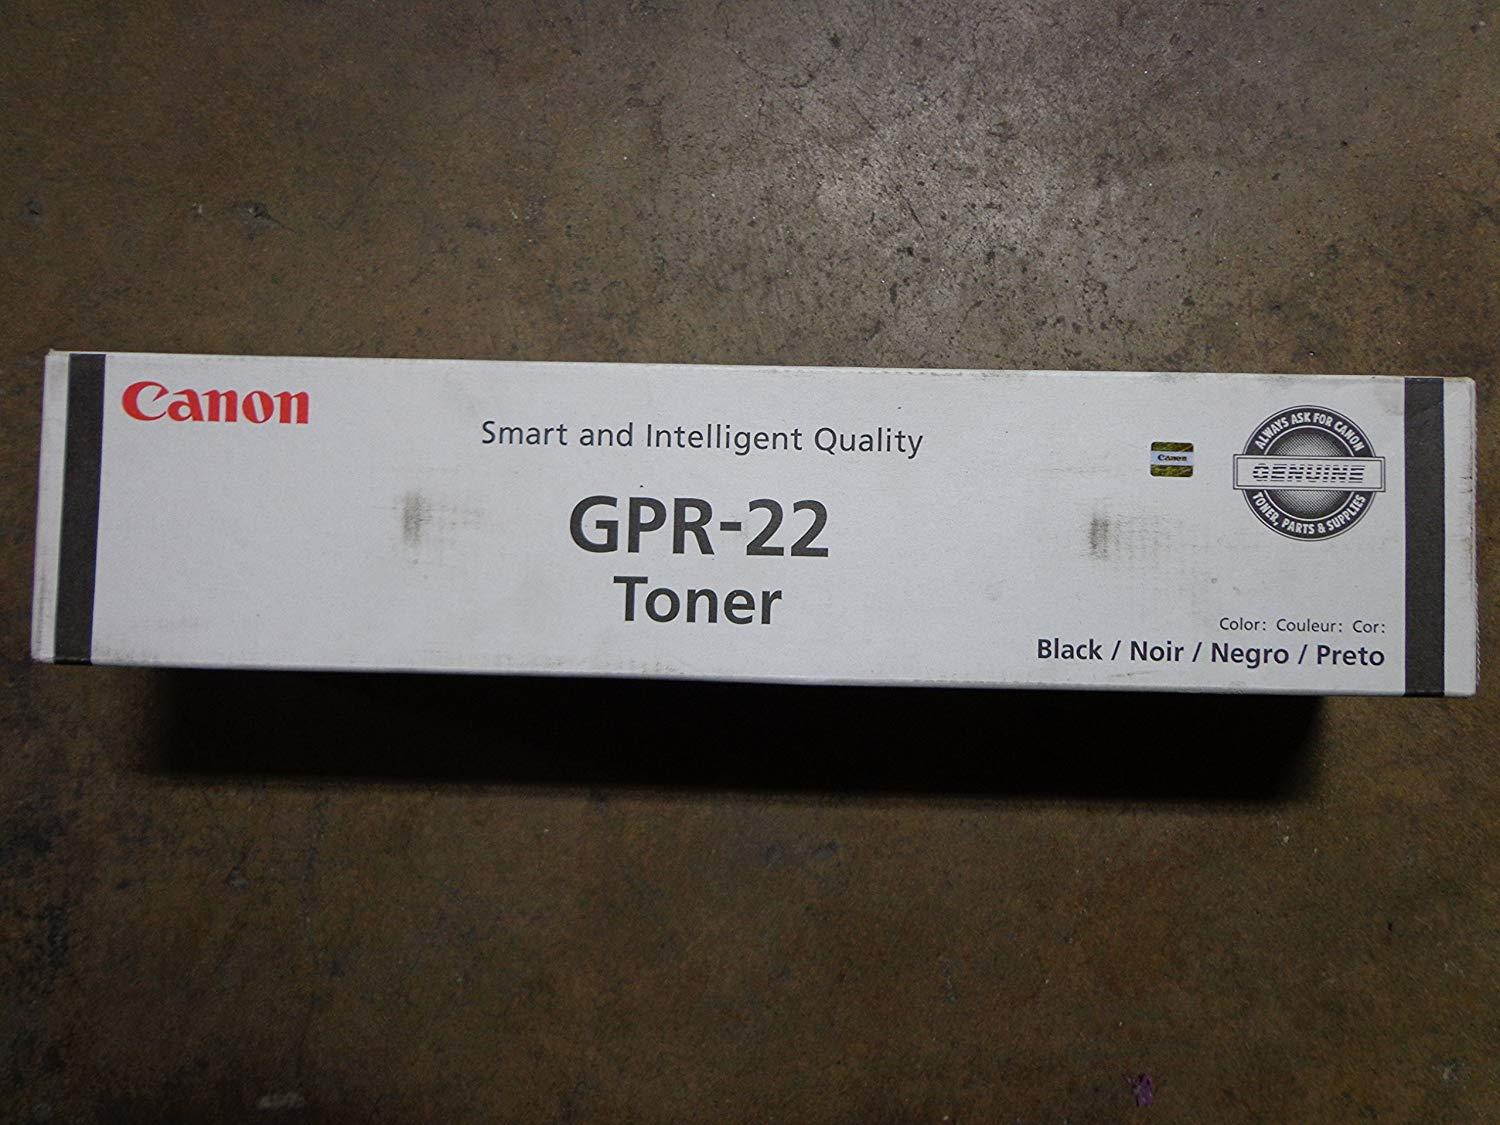 Canon
Smart and Intelligent Quality
GPR-22
Toner
Canon
ALWAYS ASK FOR CANON
GENUINE
TONER, PARTS & SUPPLIES
Color: Couleur: Cor:
Black / Noir / Negro / Preto